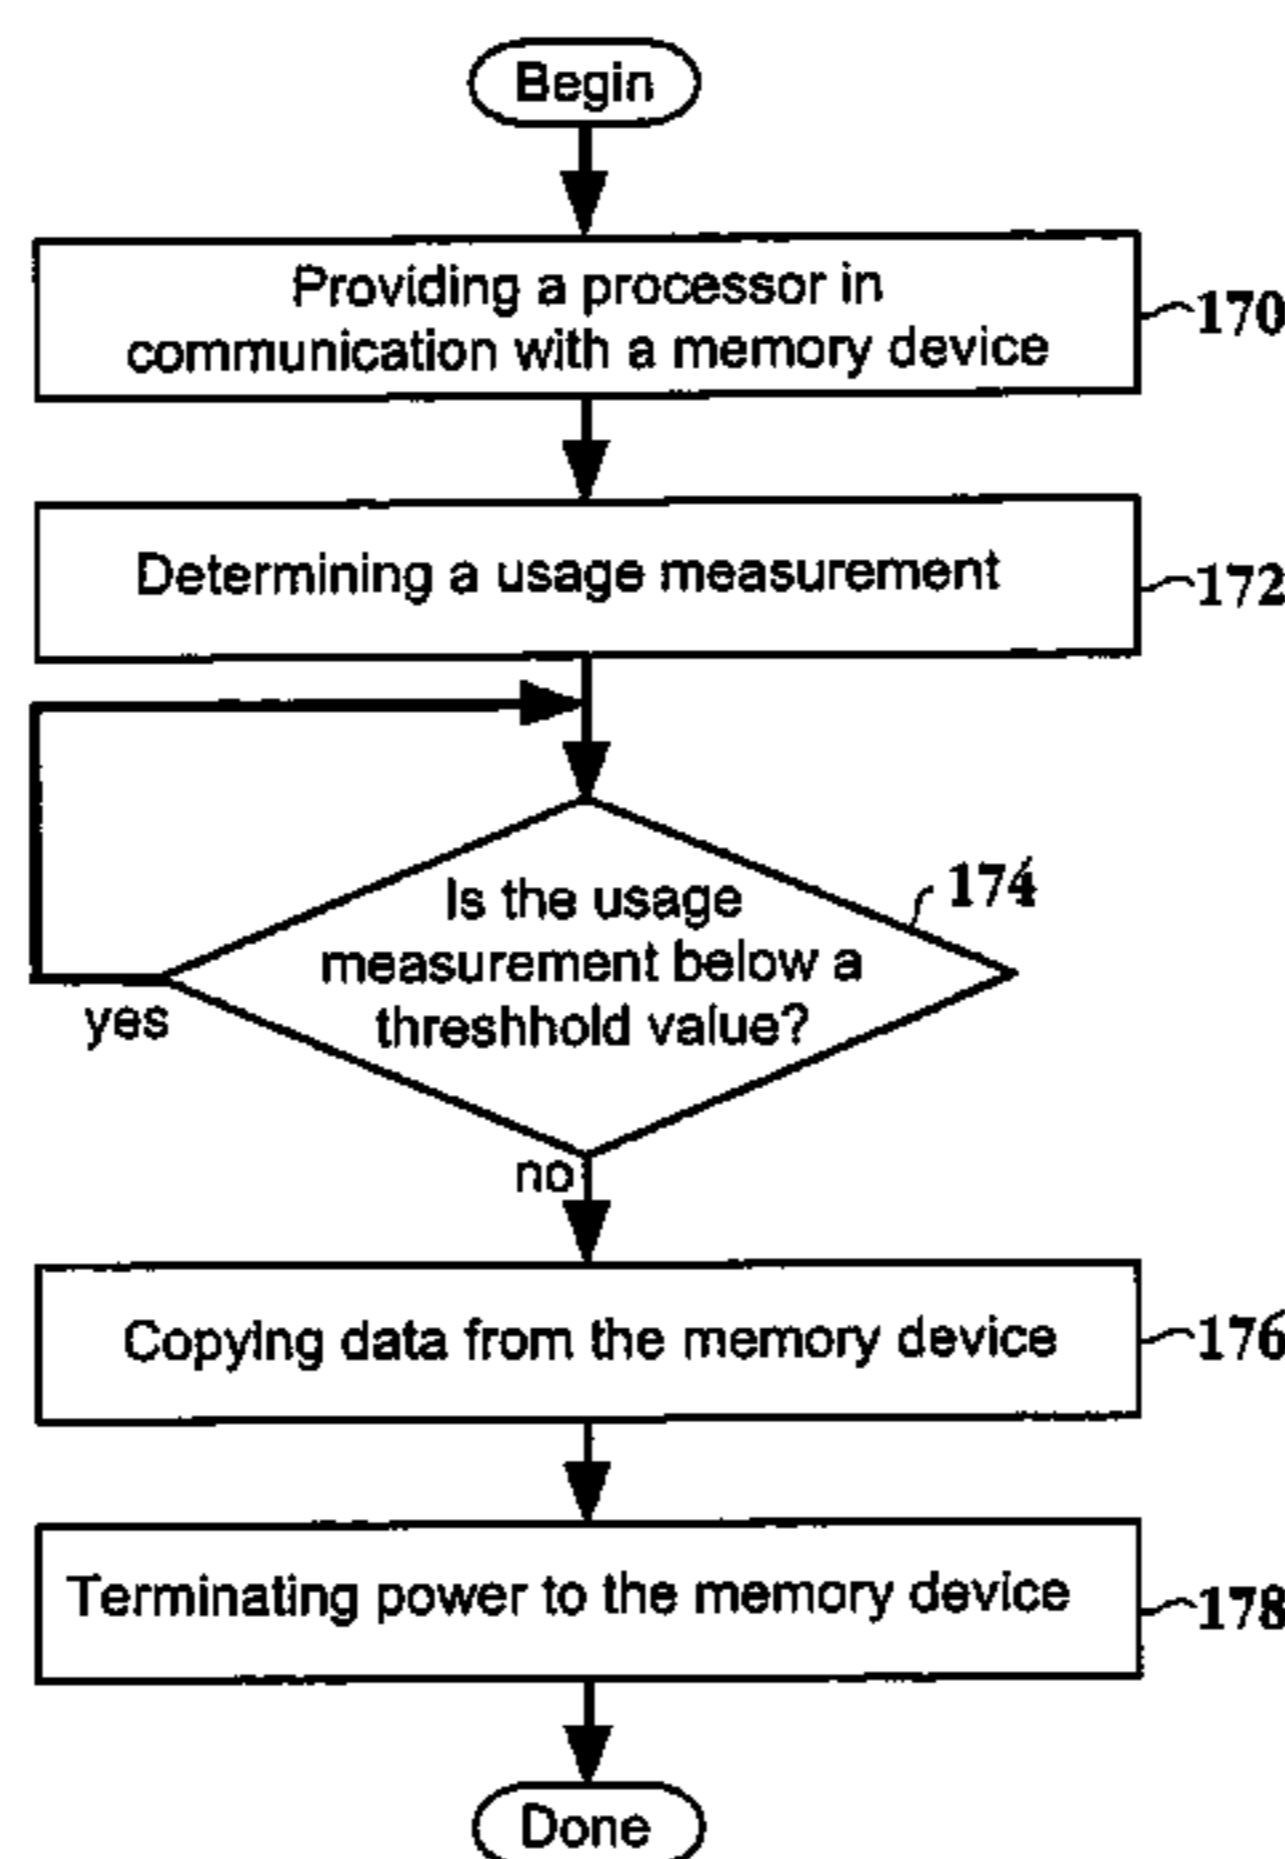 Begin
Providing a processor in
communication with a memory device
170
Determining a usage measurement
172
Is the usage
measurement below a
threshhold value?
174
yes
no
Copying data from the memory device
176
Terminating power to the memory device
178
Done